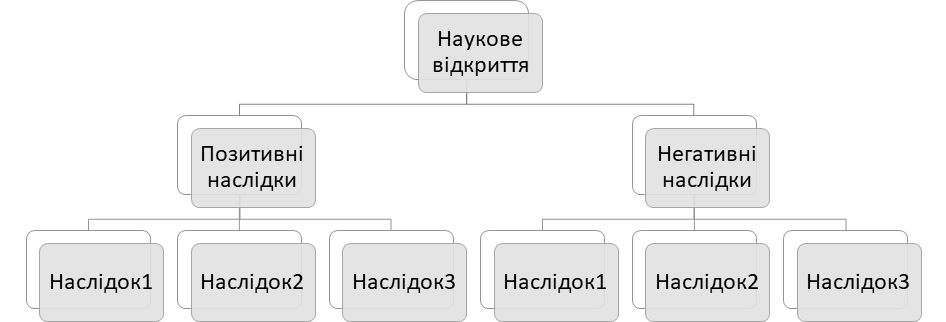 Наукове
відкриття
Позитивні
наслідки
Негативні
наслідки
Наслідок1
Наслідок2
Наслідок3
Наслідок1
Наслідок2
Наслідок3